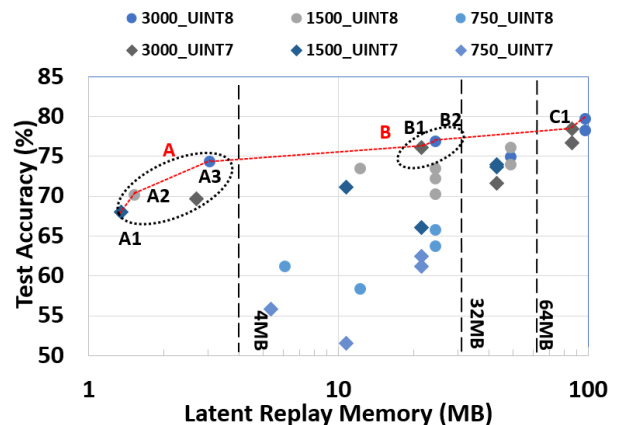 3000_UINT8 1500_UINT8 750_UINT8
3000_UINT7 1500_UINT7 750_UINT7
85
80
75
70
65
60
55
50
Test Accuracy (%)
A
A1
A2
A3
B
B1
B2
C1
4MB
32MB
64MB
1 10 100
Latent Replay Memory (MB)